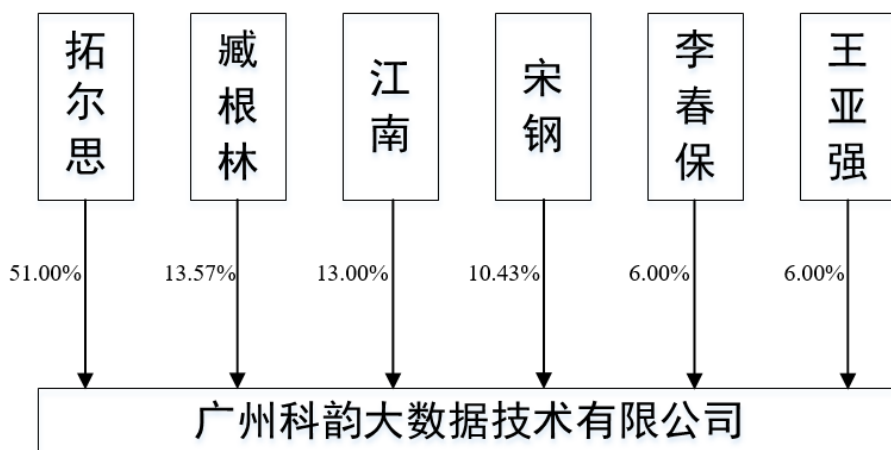 拓尔思
臧根林
江南
宋钢
李春保
王亚强
51.00%
13.57%
13.00%
10.43%
6.00%
6.00%
广州科韵大数据技术有限公司